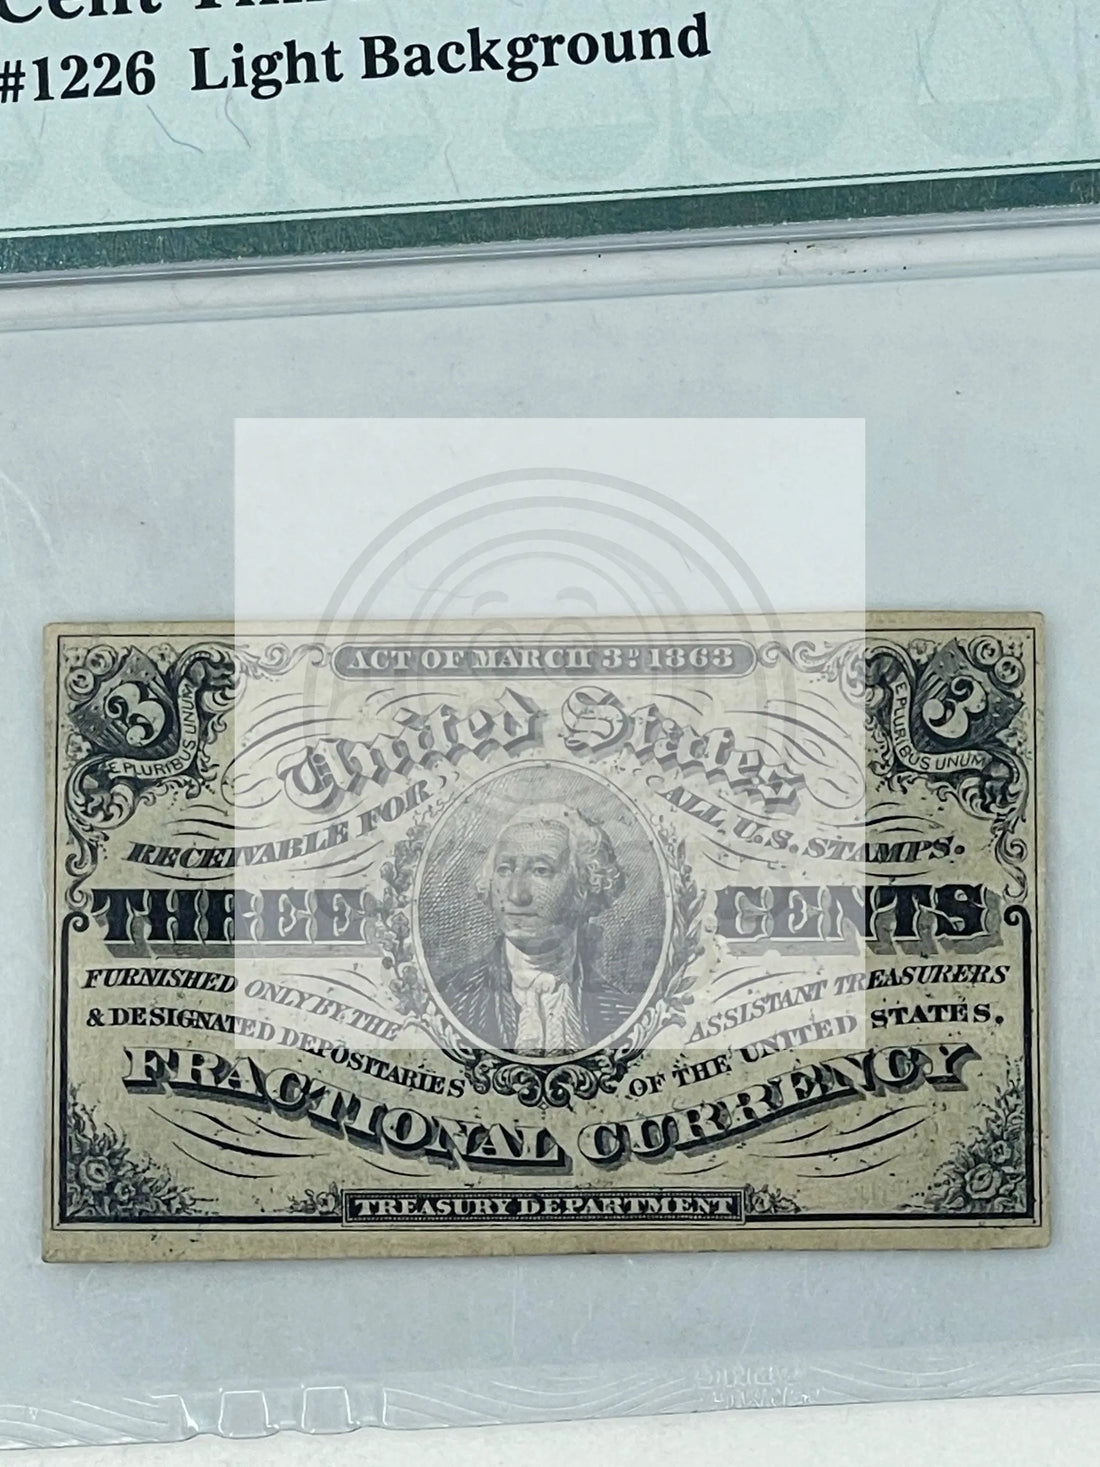 Cent Thi
#1226 Light Background
ACT OF MARCH 3D 1863
3
E PLURIBUS UNUM
3
E PLURIBUS UNUM
United States
RECEIVABLE FOR ALL U.S. STAMPS.
THREE CENTS
FURNISHED ONLY BY THE ASSISTANT TREASURERS
& DESIGNATED DEPOSITARIES OF THE UNITED STATES.
FRACTIONAL CURRENCY
TREASURY DEPARTMENT